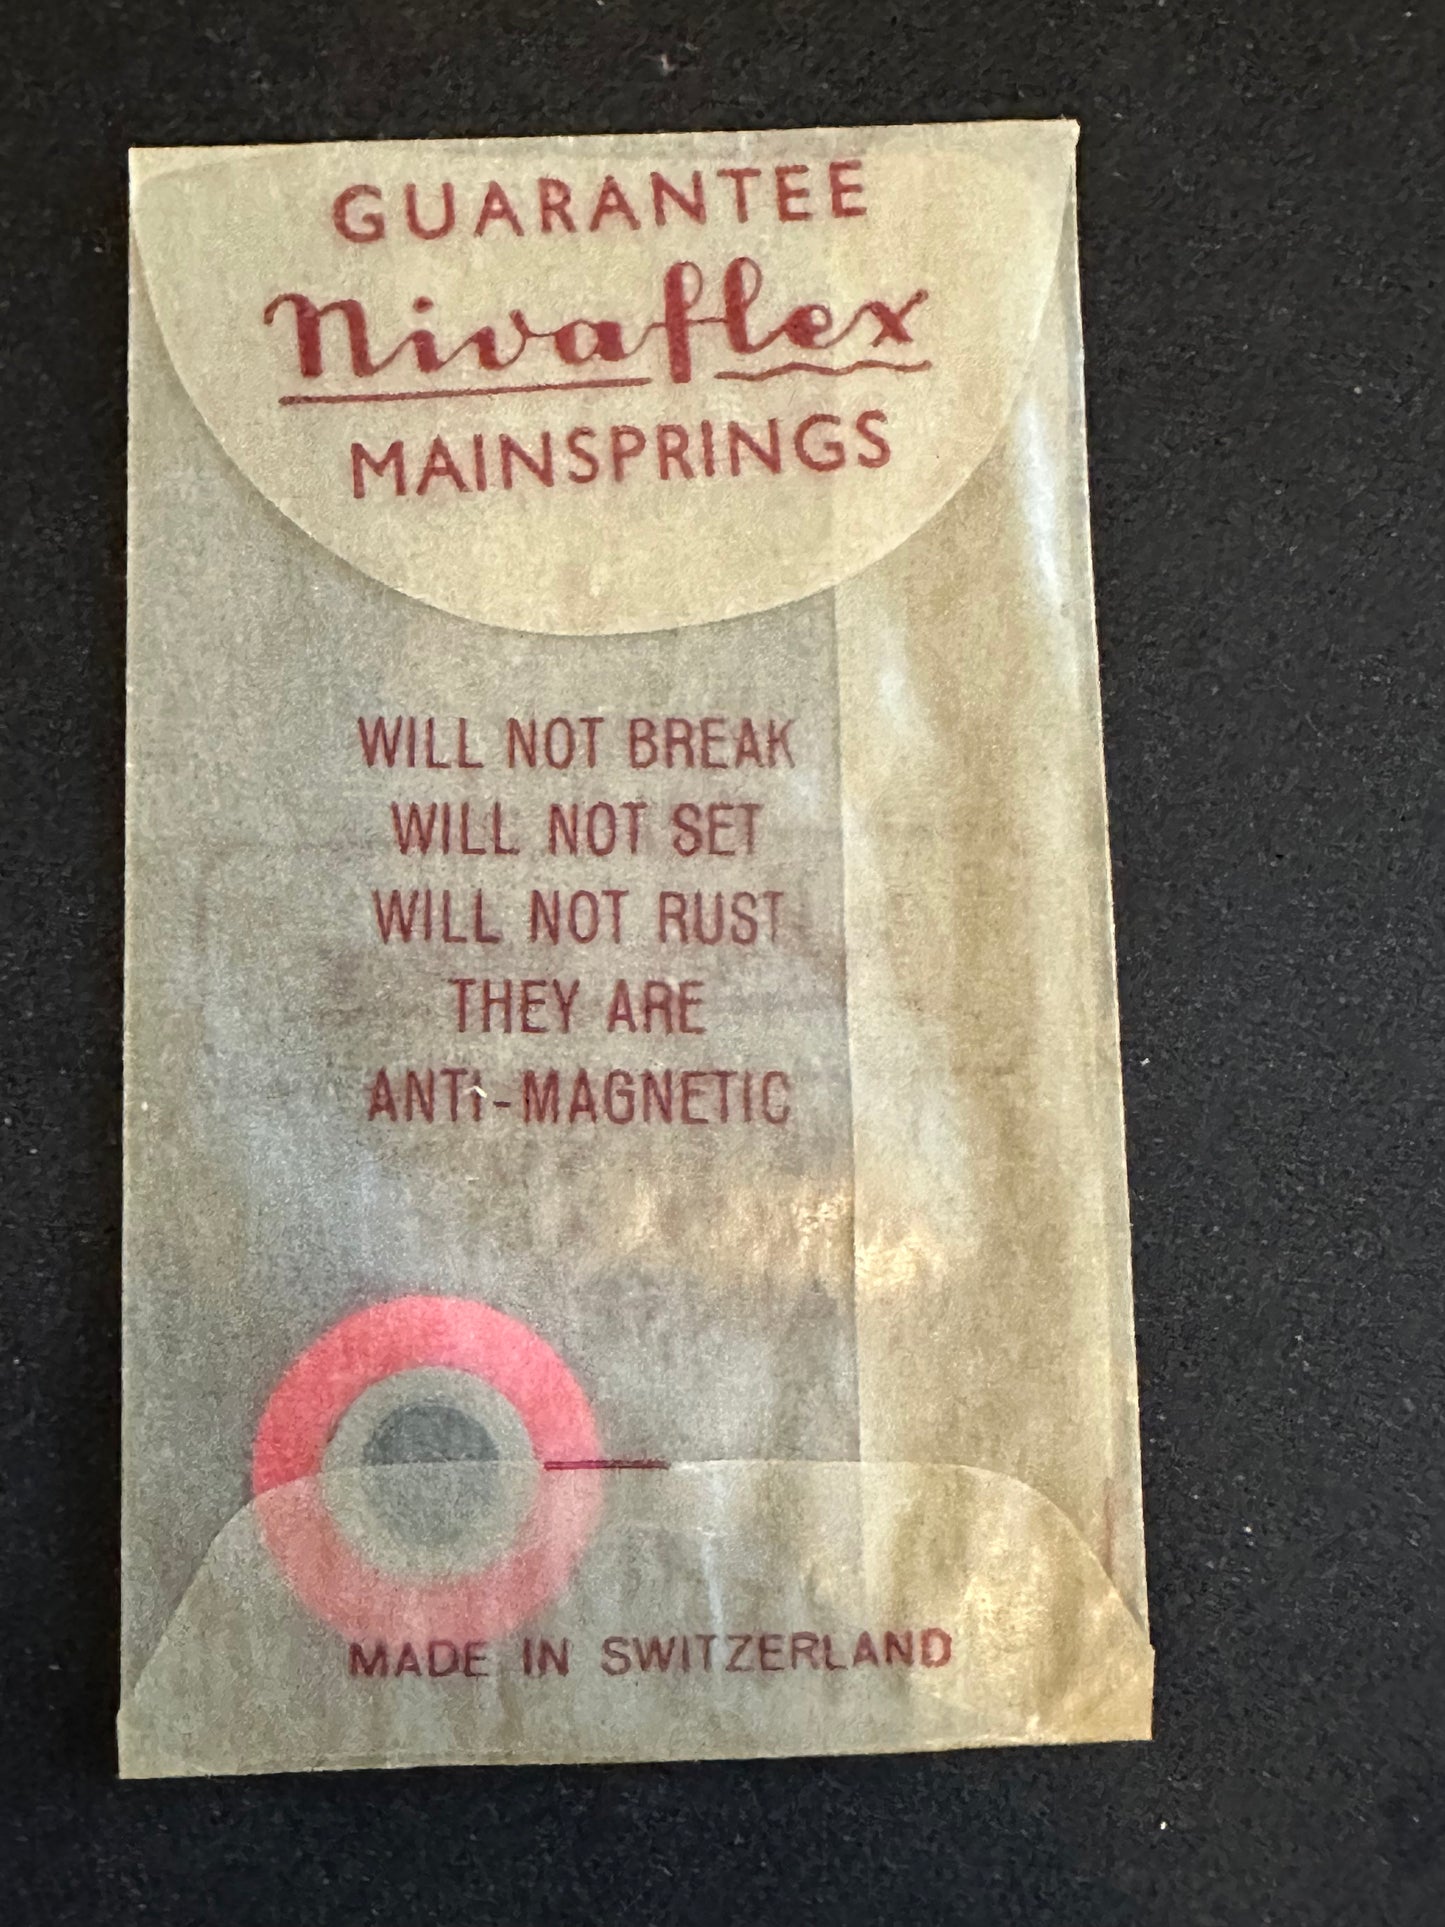 GUARANTEE
Nivaflex
MAINSPRINGS
WILL NOT BREAK
WILL NOT SET
WILL NOT RUST
THEY ARE
ANTI-MAGNETIC
MADE IN SWITZERLAND